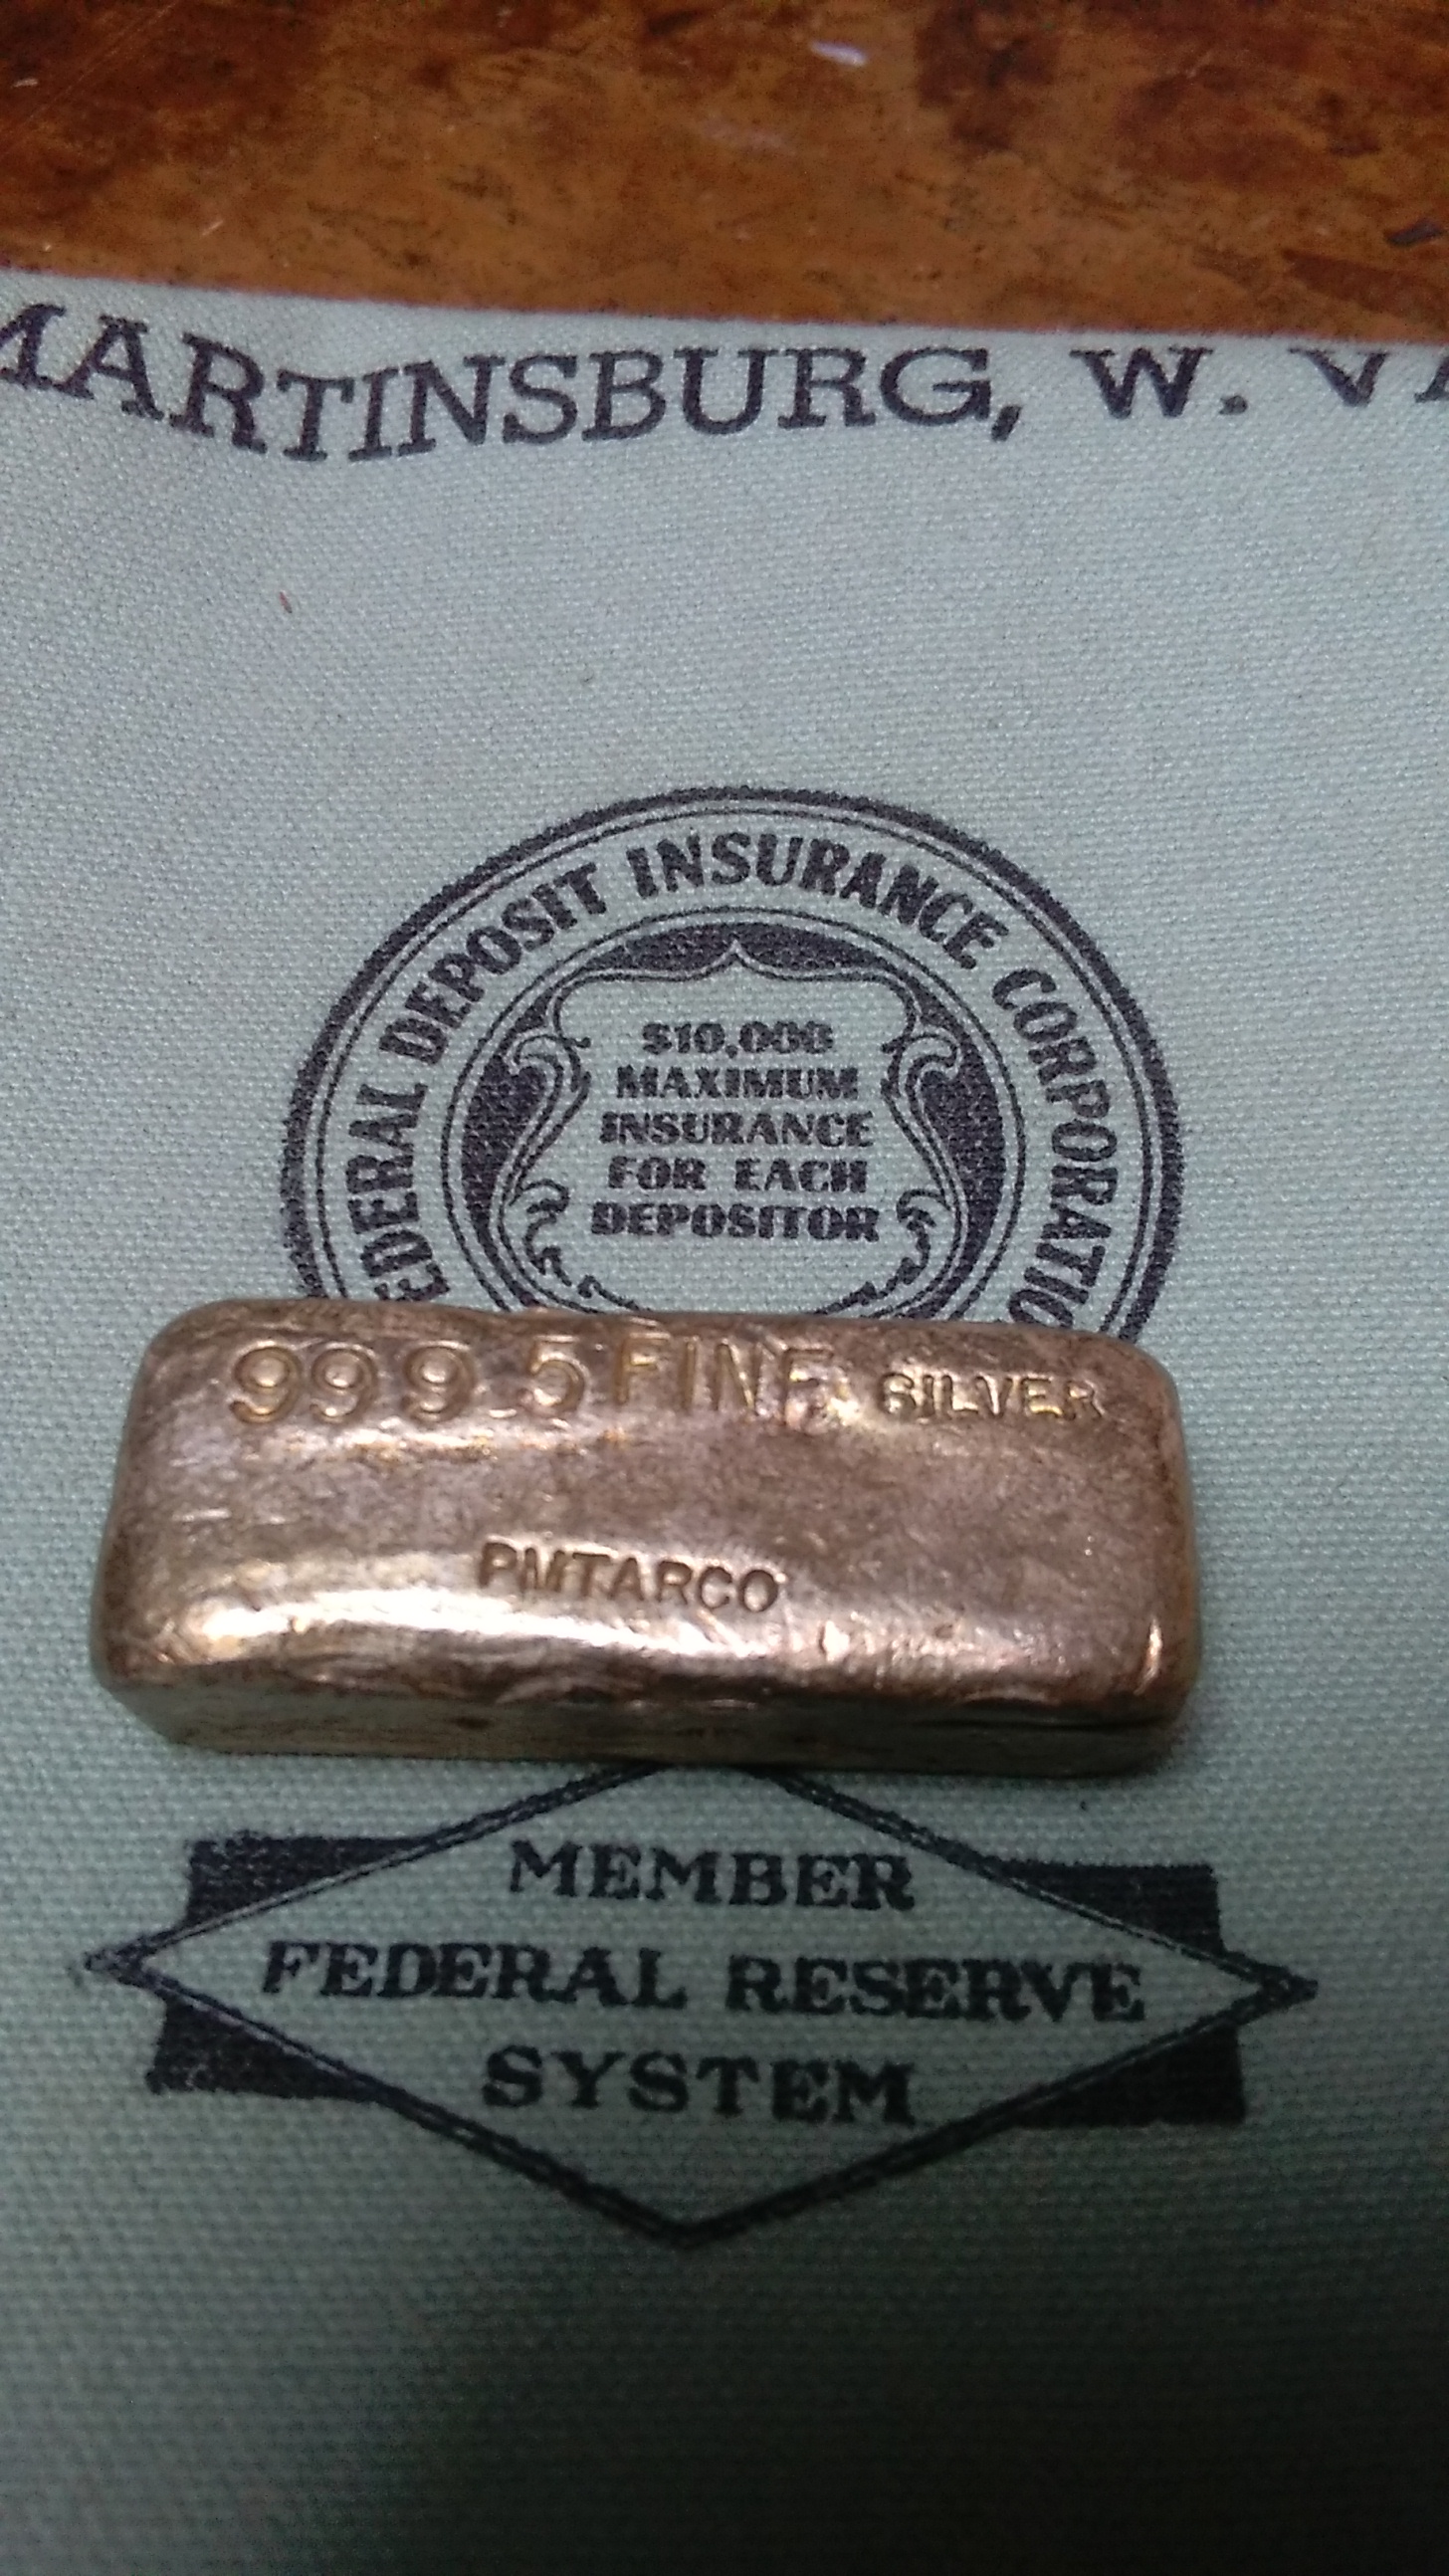 MARTINSBURG, W. VA
FEDERAL DEPOSIT INSURANCE CORPORATIO
$10,000
MAXIMUM
INSURANCE
FOR EACH
DEPOSITOR
999.5 FINE SILVER
PMTARCO
MEMBER
FEDERAL RESERVE
SYSTEM